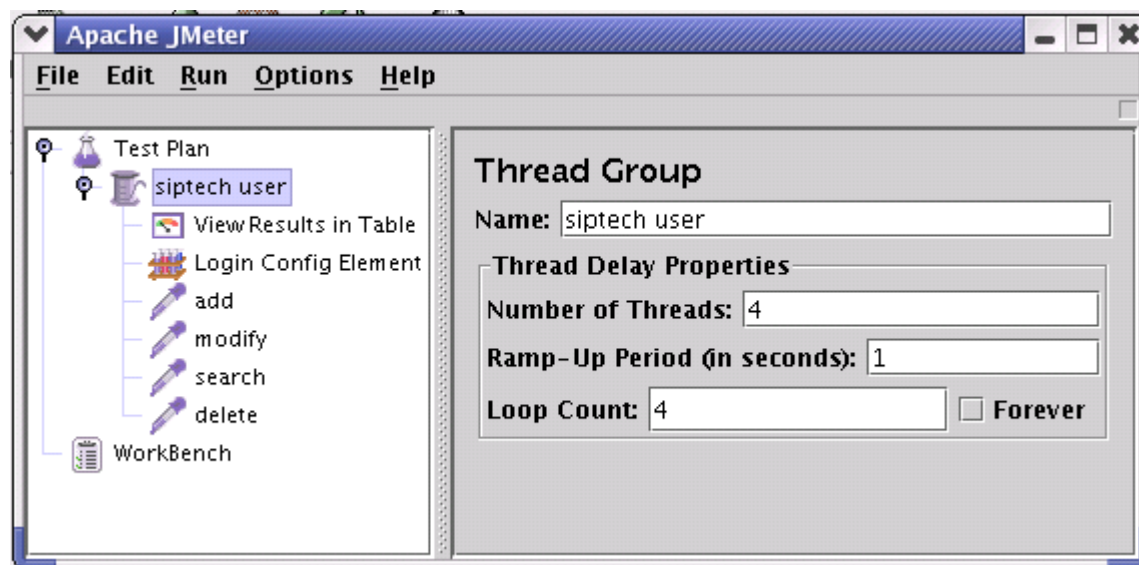 Apache JMeter
File Edit Run Options Help
Test Plan
siptech user
View Results in Table
Login Config Element
add
modify
search
delete
WorkBench
Thread Group
Name: siptech user
Thread Delay Properties
Number of Threads: 4
Ramp-Up Period (in seconds): 1
Loop Count: 4 Forever